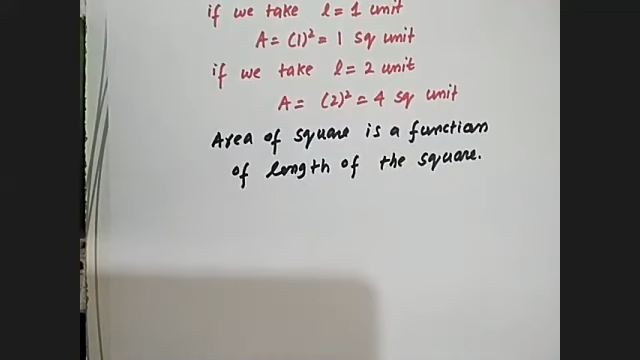 if we take l = 1 unit
A = (1)² = 1 sq unit
if we take l = 2 unit
A = (2)² = 4 sq unit
Area of square is a function
of length of the square.